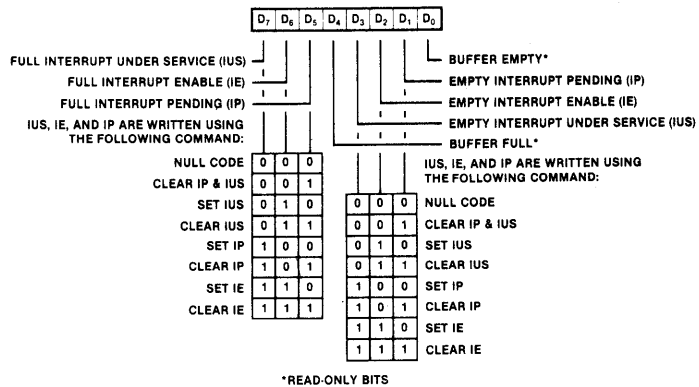 D7 D6 D5 D4 D3 D2 D1 D0
FULL INTERRUPT UNDER SERVICE (IUS)
FULL INTERRUPT ENABLE (IE)
FULL INTERRUPT PENDING (IP)
IUS, IE, AND IP ARE WRITTEN USING
THE FOLLOWING COMMAND:
NULL CODE 0 0 0
CLEAR IP & IUS 0 0 1
SET IUS 0 1 0
CLEAR IUS 0 1 1
SET IP 1 0 0
CLEAR IP 1 0 1
SET IE 1 1 0
CLEAR IE 1 1 1
BUFFER EMPTY*
EMPTY INTERRUPT PENDING (IP)
EMPTY INTERRUPT ENABLE (IE)
EMPTY INTERRUPT UNDER SERVICE (IUS)
BUFFER FULL*
IUS, IE, AND IP ARE WRITTEN USING
THE FOLLOWING COMMAND:
0 0 0 NULL CODE
0 0 1 CLEAR IP & IUS
0 1 0 SET IUS
0 1 1 CLEAR IUS
1 0 0 SET IP
1 0 1 CLEAR IP
1 1 0 SET IE
1 1 1 CLEAR IE
*READ-ONLY BITS